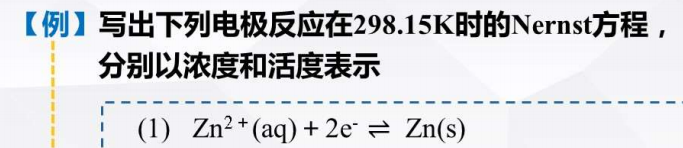 【例】写出下列电极反应在298.15K时的Nernst方程，
分别以浓度和活度表示
(1) Zn²⁺(aq) + 2e⁻ ⇌ Zn(s)